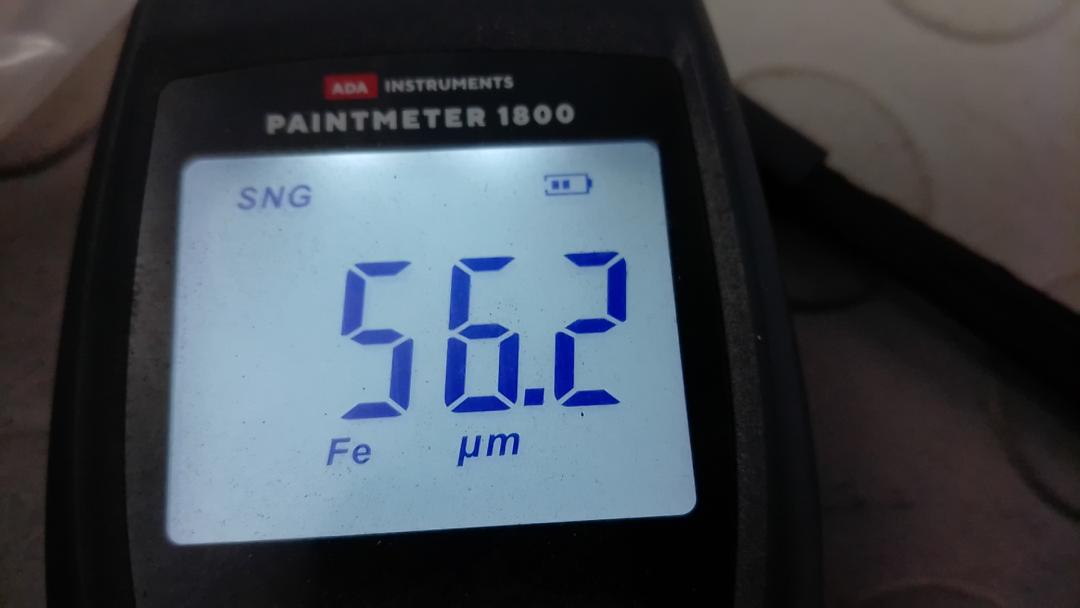 ADA INSTRUMENTS
PAINTMETER 1800
SNG
56.2
Fe µm